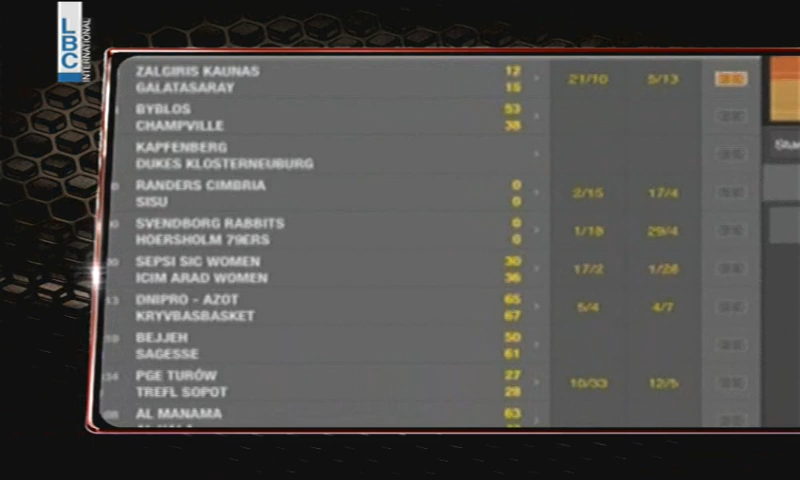 LBC
INTERNATIONAL
ZALGIRIS KAUNAS 12 21/10 5/13
GALATASARAY 15
BYBLOS 53
CHAMPVILLE 38
KAPFENBERG
DUKES KLOSTERNEUBURG
RANDERS CIMBRIA 0 2/15 17/4
SISU 0
SVENDBORG RABBITS 0 1/18 29/4
HOERSHOLM 79ERS 0
SEPSI SIC WOMEN 30 17/2 1/26
ICIM ARAD WOMEN 36
DNIPRO - AZOT 65 5/4 4/7
KRYVBASBASKET 67
BEJJEH 50
SAGESSE 61
PGE TURÓW 27 10/33 12/5
TREFL SOPOT 28
AL MANAMA 63